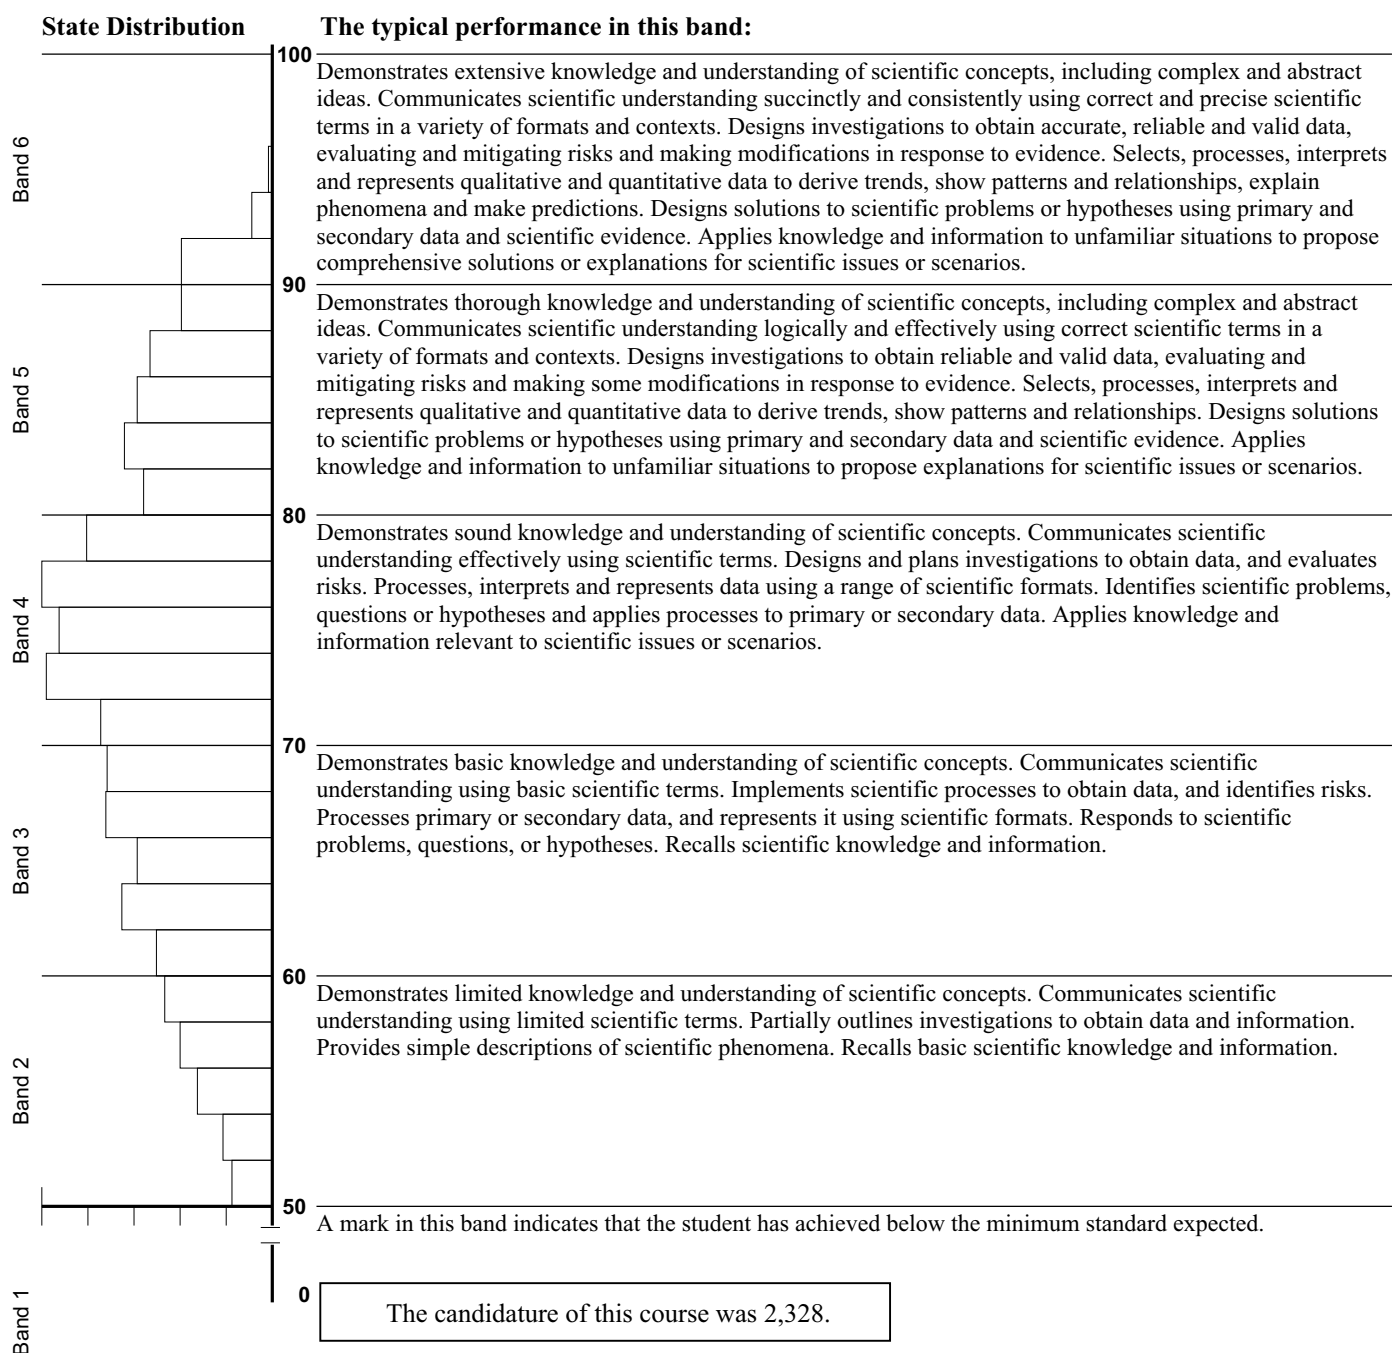 State Distribution
The typical performance in this band:
100
Demonstrates extensive knowledge and understanding of scientific concepts, including complex and abstract
ideas. Communicates scientific understanding succinctly and consistently using correct and precise scientific
terms in a variety of formats and contexts. Designs investigations to obtain accurate, reliable and valid data,
evaluating and mitigating risks and making modifications in response to evidence. Selects, processes, interprets
and represents qualitative and quantitative data to derive trends, show patterns and relationships, explain
phenomena and make predictions. Designs solutions to scientific problems or hypotheses using primary and
secondary data and scientific evidence. Applies knowledge and information to unfamiliar situations to propose
comprehensive solutions or explanations for scientific issues or scenarios.
Band 6
90
Demonstrates thorough knowledge and understanding of scientific concepts, including complex and abstract
ideas. Communicates scientific understanding logically and effectively using correct scientific terms in a
variety of formats and contexts. Designs investigations to obtain reliable and valid data, evaluating and
mitigating risks and making some modifications in response to evidence. Selects, processes, interprets and
represents qualitative and quantitative data to derive trends, show patterns and relationships. Designs solutions
to scientific problems or hypotheses using primary and secondary data and scientific evidence. Applies
knowledge and information to unfamiliar situations to propose explanations for scientific issues or scenarios.
Band 5
80
Demonstrates sound knowledge and understanding of scientific concepts. Communicates scientific
understanding effectively using scientific terms. Designs and plans investigations to obtain data, and evaluates
risks. Processes, interprets and represents data using a range of scientific formats. Identifies scientific problems,
questions or hypotheses and applies processes to primary or secondary data. Applies knowledge and
information relevant to scientific issues or scenarios.
Band 4
70
Demonstrates basic knowledge and understanding of scientific concepts. Communicates scientific
understanding using basic scientific terms. Implements scientific processes to obtain data, and identifies risks.
Processes primary or secondary data, and represents it using scientific formats. Responds to scientific
problems, questions, or hypotheses. Recalls scientific knowledge and information.
Band 3
60
Demonstrates limited knowledge and understanding of scientific concepts. Communicates scientific
understanding using limited scientific terms. Partially outlines investigations to obtain data and information.
Provides simple descriptions of scientific phenomena. Recalls basic scientific knowledge and information.
Band 2
50
A mark in this band indicates that the student has achieved below the minimum standard expected.
0
Band 1
The candidature of this course was 2,328.